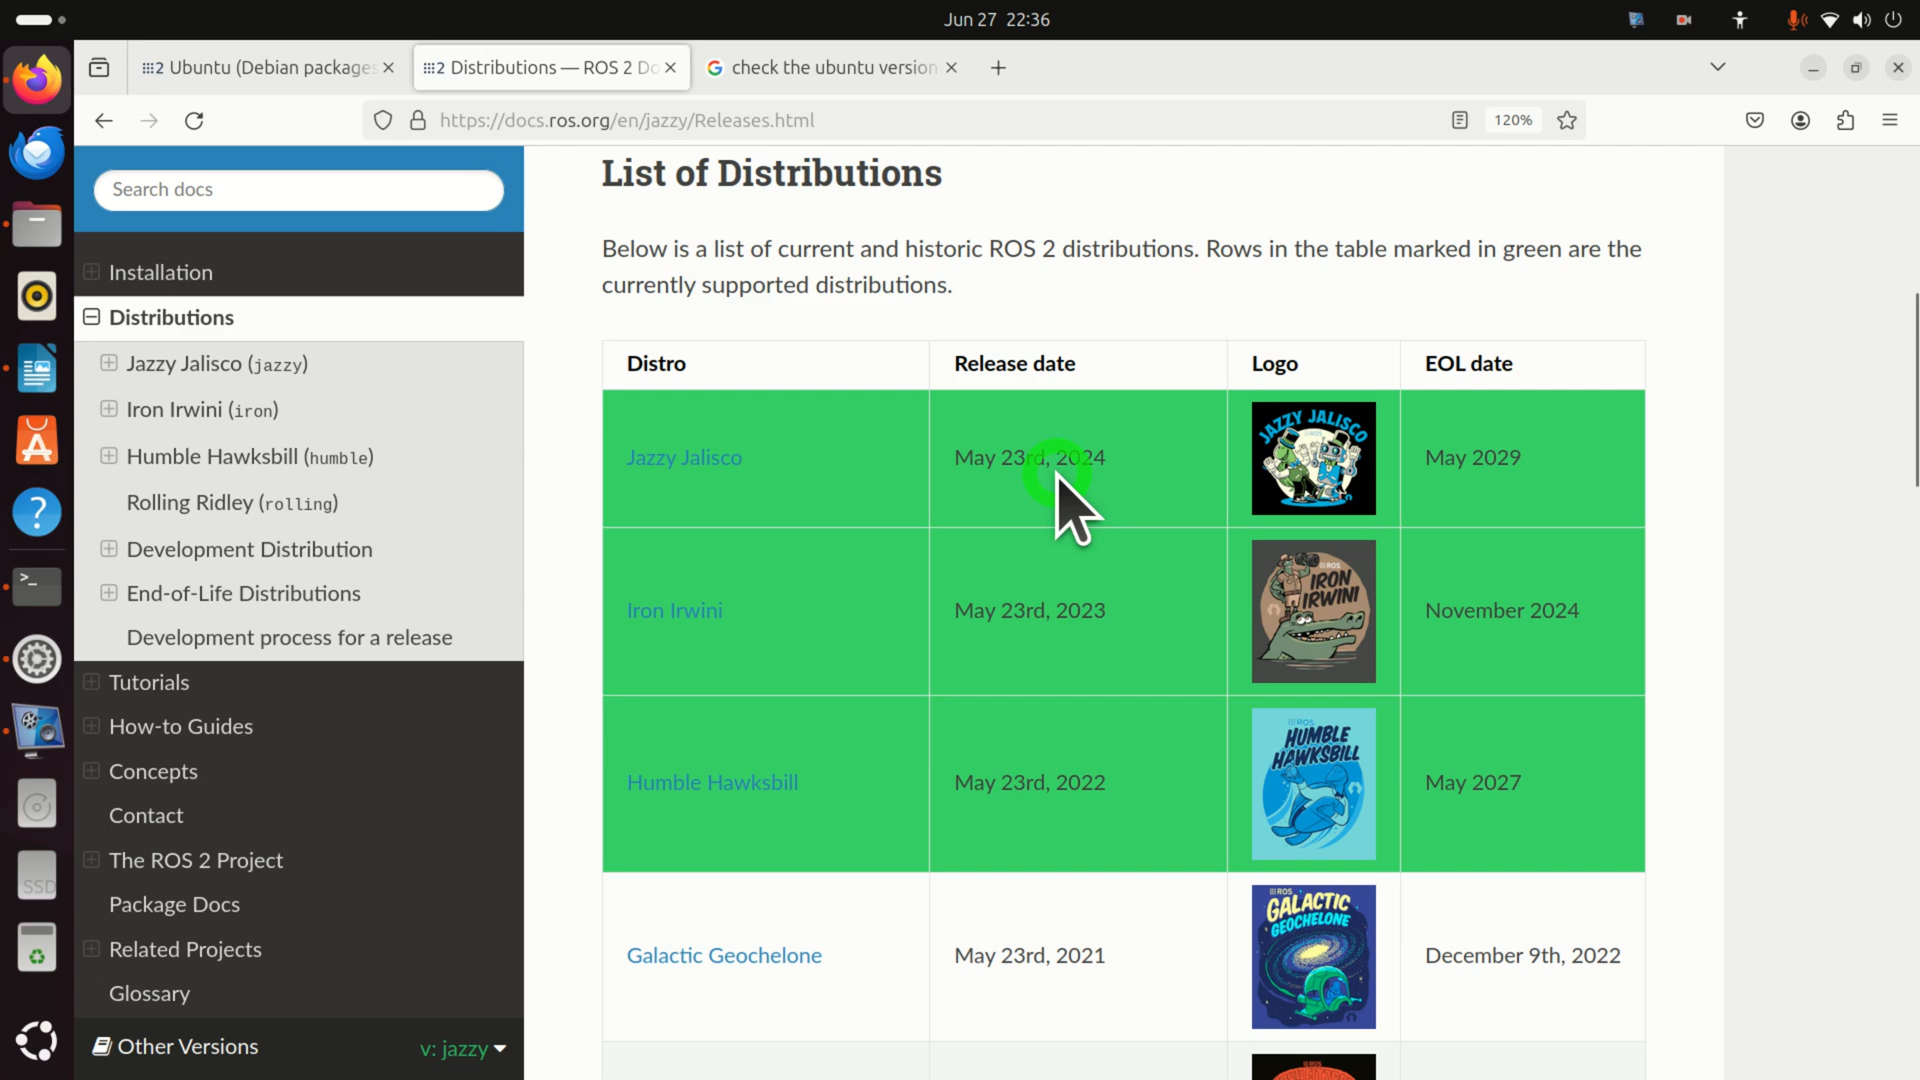 Jun 27 22:36
Ubuntu (Debian packages
Distributions — ROS 2 Do
check the ubuntu version
https://docs.ros.org/en/jazzy/Releases.html
120%
Search docs
Installation
Distributions
Jazzy Jalisco (jazzy)
Iron Irwini (iron)
Humble Hawksbill (humble)
Rolling Ridley (rolling)
Development Distribution
End-of-Life Distributions
Development process for a release
Tutorials
How-to Guides
Concepts
Contact
The ROS 2 Project
Package Docs
Related Projects
Glossary
Other Versions
v: jazzy
List of Distributions
Below is a list of current and historic ROS 2 distributions. Rows in the table marked in green are the
currently supported distributions.
Distro Release date Logo EOL date
Jazzy Jalisco May 23rd, 2024 JAZZY JALISCO May 2029
Iron Irwini May 23rd, 2023 ROS IRON IRWINI November 2024
Humble Hawksbill May 23rd, 2022 ROS HUMBLE HAWKSBILL May 2027
Galactic Geochelone May 23rd, 2021 ROS GALACTIC GEOCHELONE December 9th, 2022
SSD